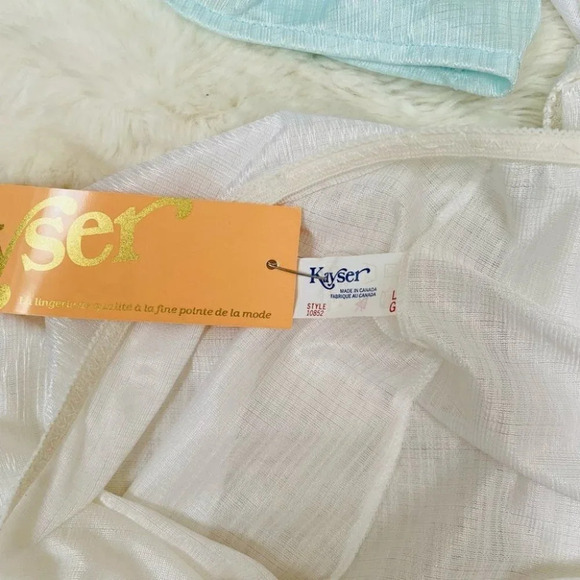 yser
La lingerie de qualité à la fine pointe de la mode
Kayser
MADE IN CANADA
FABRIQUE AU CANADA
STYLE
10852
L
G